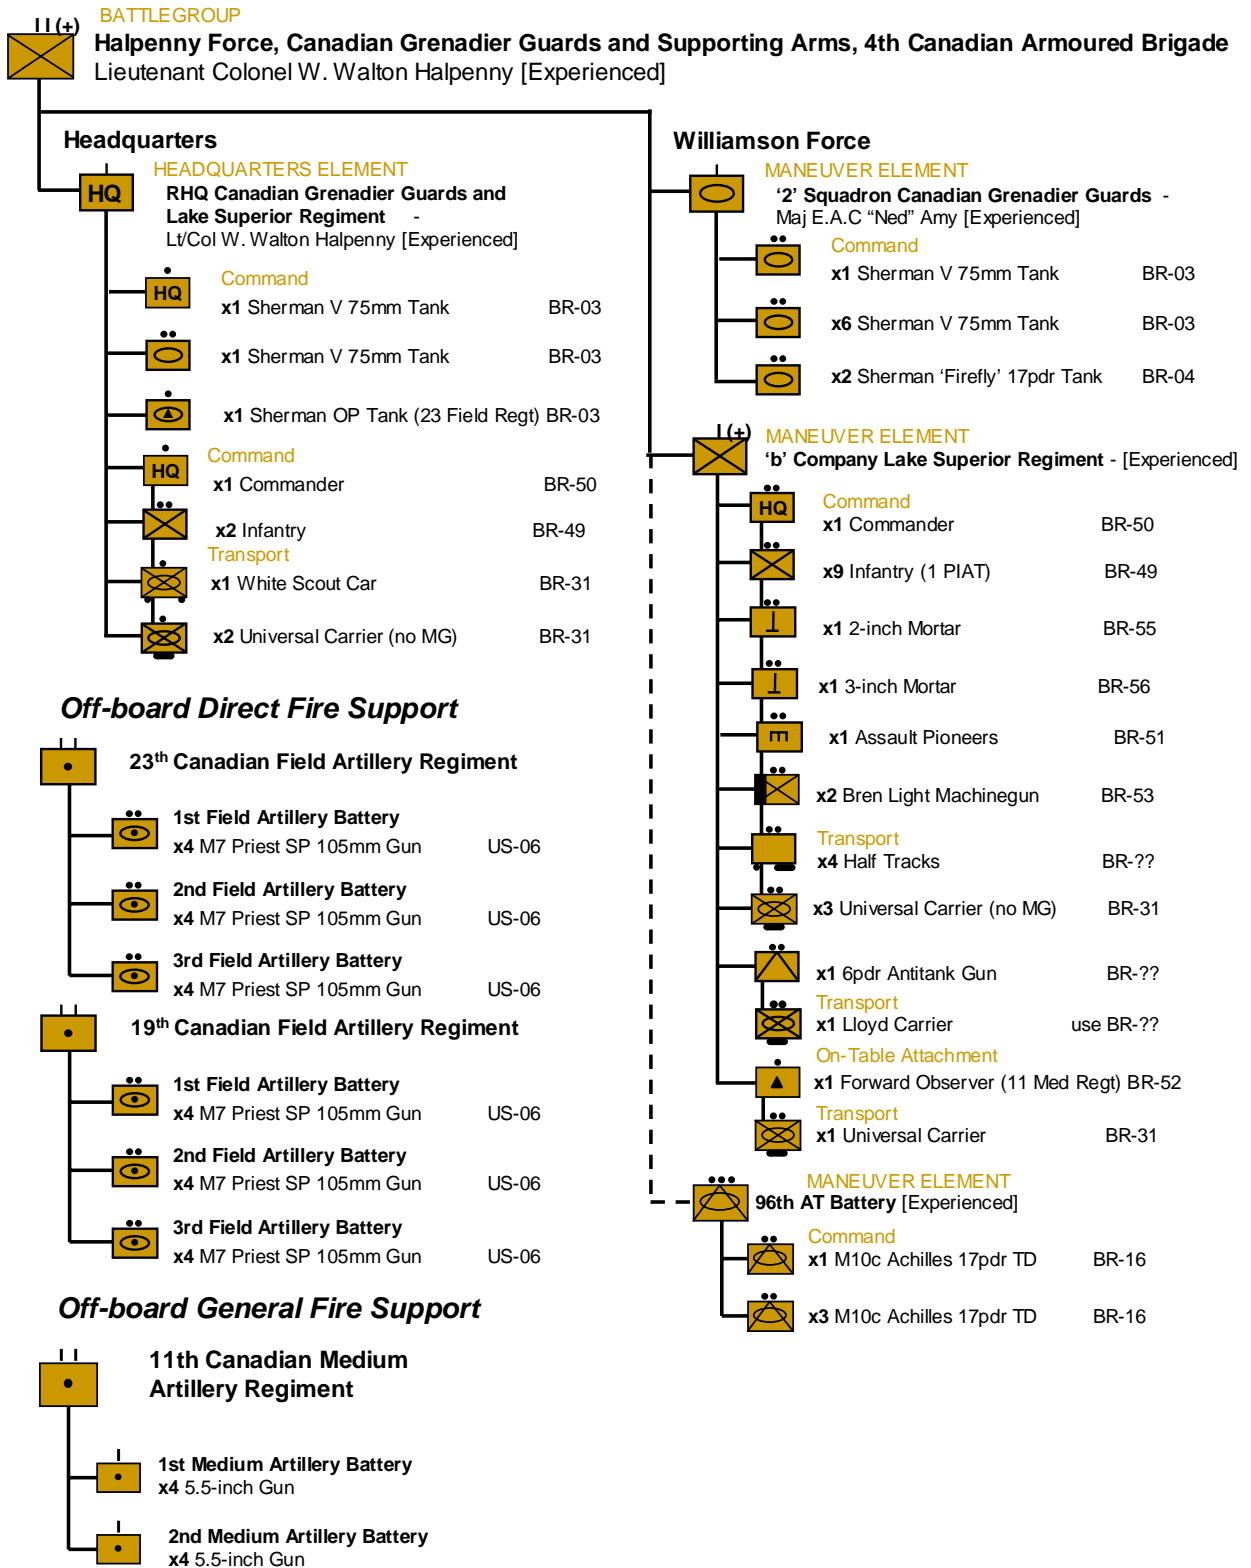 BATTLEGROUP
I I (+)
Halpenny Force, Canadian Grenadier Guards and Supporting Arms, 4th Canadian Armoured Brigade
Lieutenant Colonel W. Walton Halpenny [Experienced]
Headquarters
HEADQUARTERS ELEMENT
HQ
RHQ Canadian Grenadier Guards and
Lake Superior Regiment -
Lt/Col W. Walton Halpenny [Experienced]
Command
HQ
x1 Sherman V 75mm Tank BR-03
x1 Sherman V 75mm Tank BR-03
x1 Sherman OP Tank (23 Field Regt) BR-03
Command
HQ
x1 Commander BR-50
x2 Infantry BR-49
Transport
x1 White Scout Car BR-31
x2 Universal Carrier (no MG) BR-31
Off-board Direct Fire Support
23th Canadian Field Artillery Regiment
1st Field Artillery Battery
x4 M7 Priest SP 105mm Gun US-06
2nd Field Artillery Battery
x4 M7 Priest SP 105mm Gun US-06
3rd Field Artillery Battery
x4 M7 Priest SP 105mm Gun US-06
19th Canadian Field Artillery Regiment
1st Field Artillery Battery
x4 M7 Priest SP 105mm Gun US-06
2nd Field Artillery Battery
x4 M7 Priest SP 105mm Gun US-06
3rd Field Artillery Battery
x4 M7 Priest SP 105mm Gun US-06
Off-board General Fire Support
11th Canadian Medium
Artillery Regiment
1st Medium Artillery Battery
x4 5.5-inch Gun
2nd Medium Artillery Battery
x4 5.5-inch Gun
Williamson Force
MANEUVER ELEMENT
‘2’ Squadron Canadian Grenadier Guards -
Maj E.A.C “Ned” Amy [Experienced]
Command
x1 Sherman V 75mm Tank BR-03
x6 Sherman V 75mm Tank BR-03
x2 Sherman ‘Firefly’ 17pdr Tank BR-04
I (+)
MANEUVER ELEMENT
‘b’ Company Lake Superior Regiment - [Experienced]
Command
HQ
x1 Commander BR-50
x9 Infantry (1 PIAT) BR-49
x1 2-inch Mortar BR-55
x1 3-inch Mortar BR-56
x1 Assault Pioneers BR-51
x2 Bren Light Machinegun BR-53
Transport
x4 Half Tracks BR-??
x3 Universal Carrier (no MG) BR-31
x1 6pdr Antitank Gun BR-??
Transport
x1 Lloyd Carrier use BR-??
On-Table Attachment
x1 Forward Observer (11 Med Regt) BR-52
Transport
x1 Universal Carrier BR-31
MANEUVER ELEMENT
96th AT Battery [Experienced]
Command
x1 M10c Achilles 17pdr TD BR-16
x3 M10c Achilles 17pdr TD BR-16